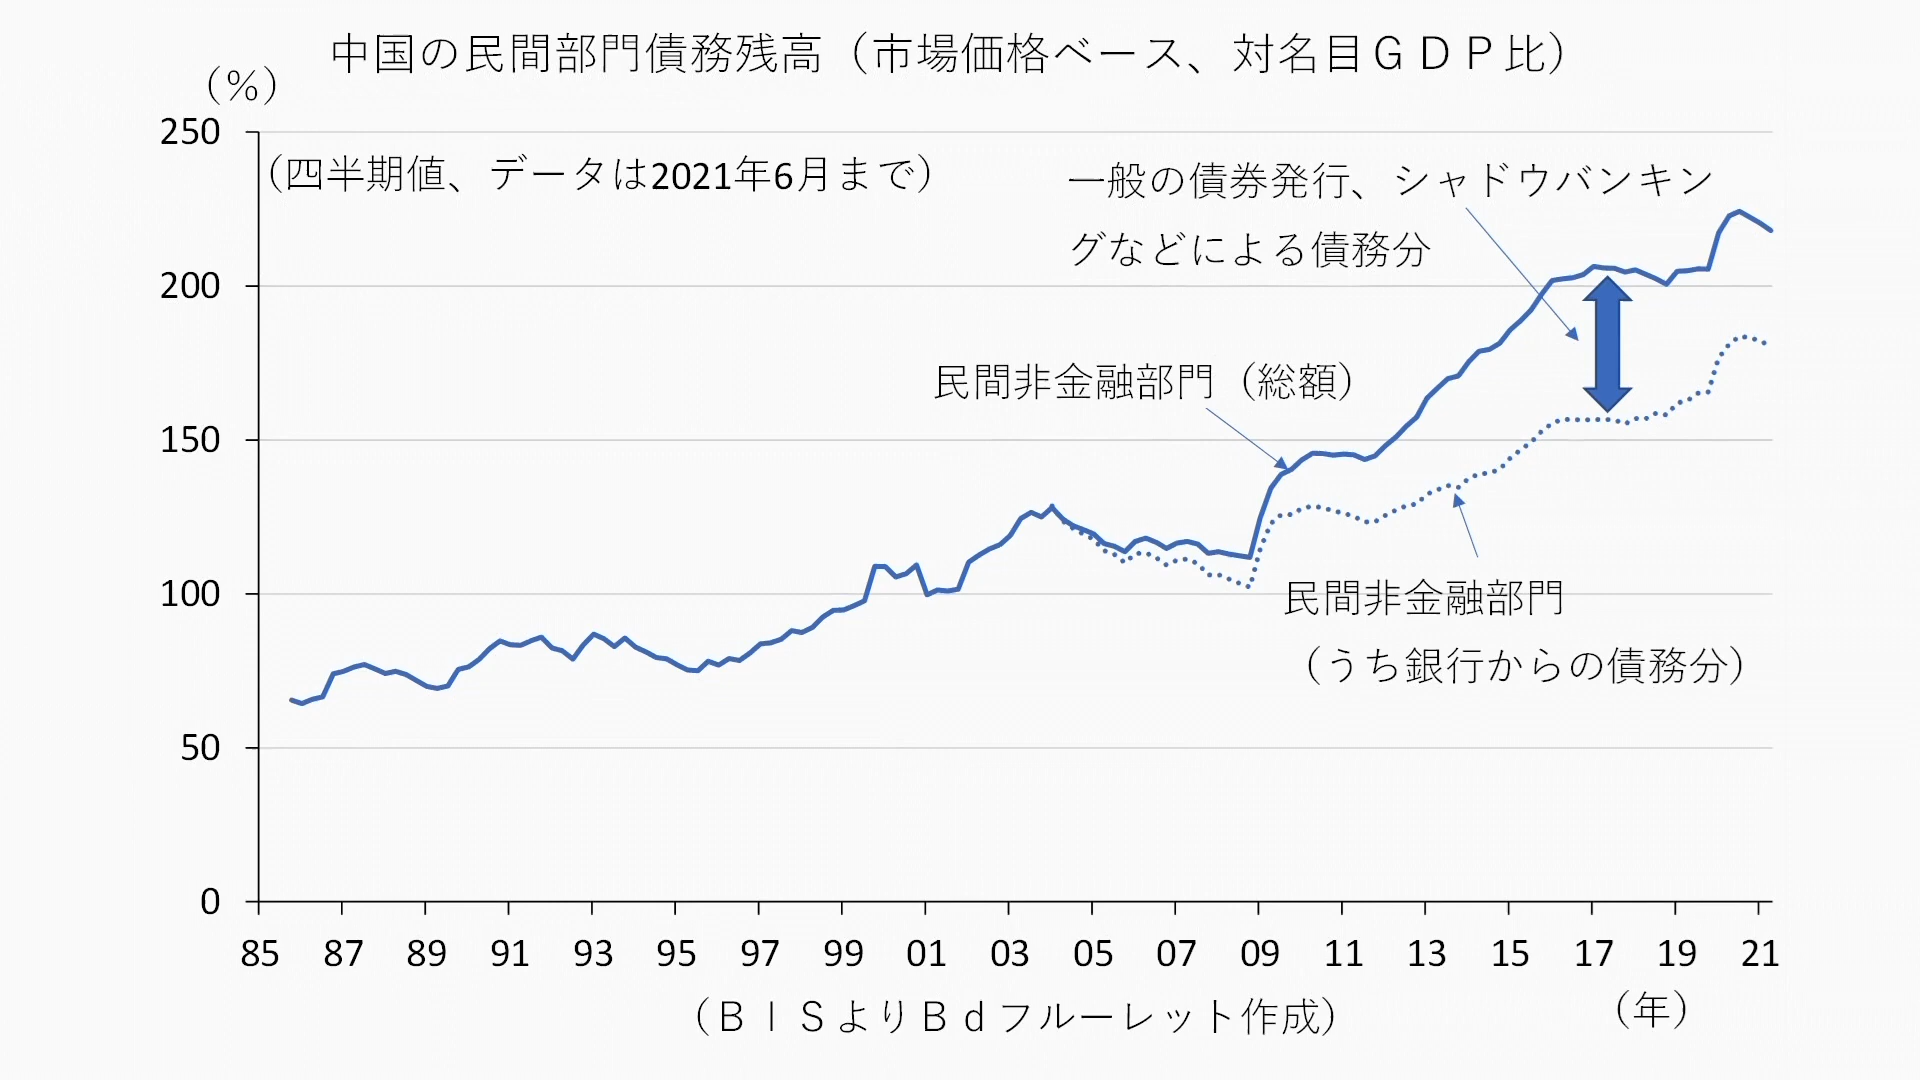 中国の民間部門債務残高（市場価格ベース、対名目ＧＤＰ比）
（％）
250
（四半期値、データは2021年6月まで）
一般の債券発行、シャドウバンキン
グなどによる債務分
200
民間非金融部門（総額）
150
100
民間非金融部門
（うち銀行からの債務分）
50
0
85 87 89 91 93 95 97 99 01 03 05 07 09 11 13 15 17 19 21
（ＢＩＳよりＢｄフルーレット作成）
（年）